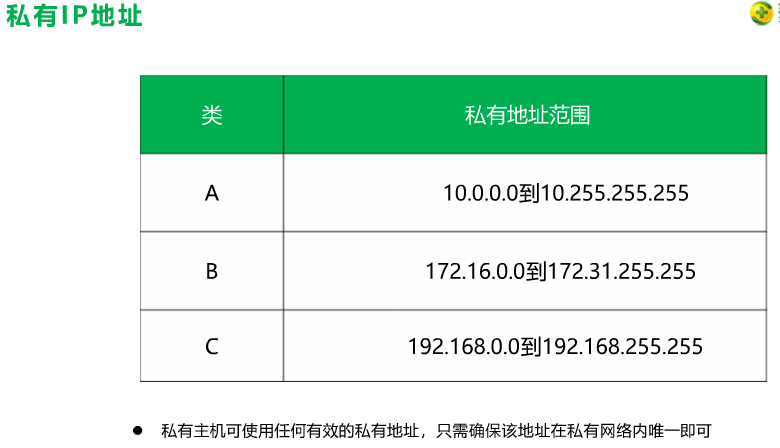 私有IP地址
类 私有地址范围
A 10.0.0.0到10.255.255.255
B 172.16.0.0到172.31.255.255
C 192.168.0.0到192.168.255.255
● 私有主机可使用任何有效的私有地址，只需确保该地址在私有网络内唯一即可